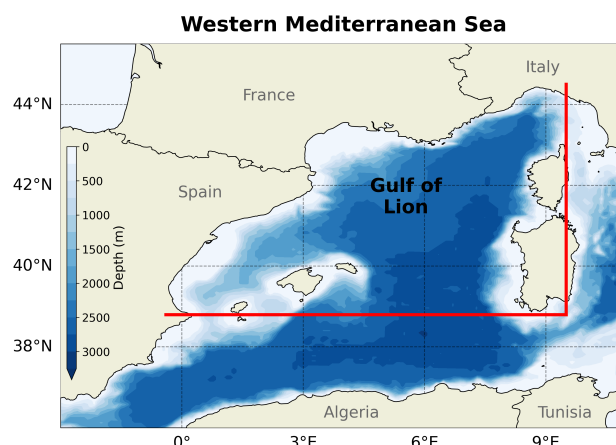 Western Mediterranean Sea
Italy
France
44°N
0
500
1000
1500
2000
2500
3000
Depth (m)
42°N
Spain
Gulf of
Lion
40°N
38°N
Algeria
Tunisia
0°
3°E
6°E
9°E